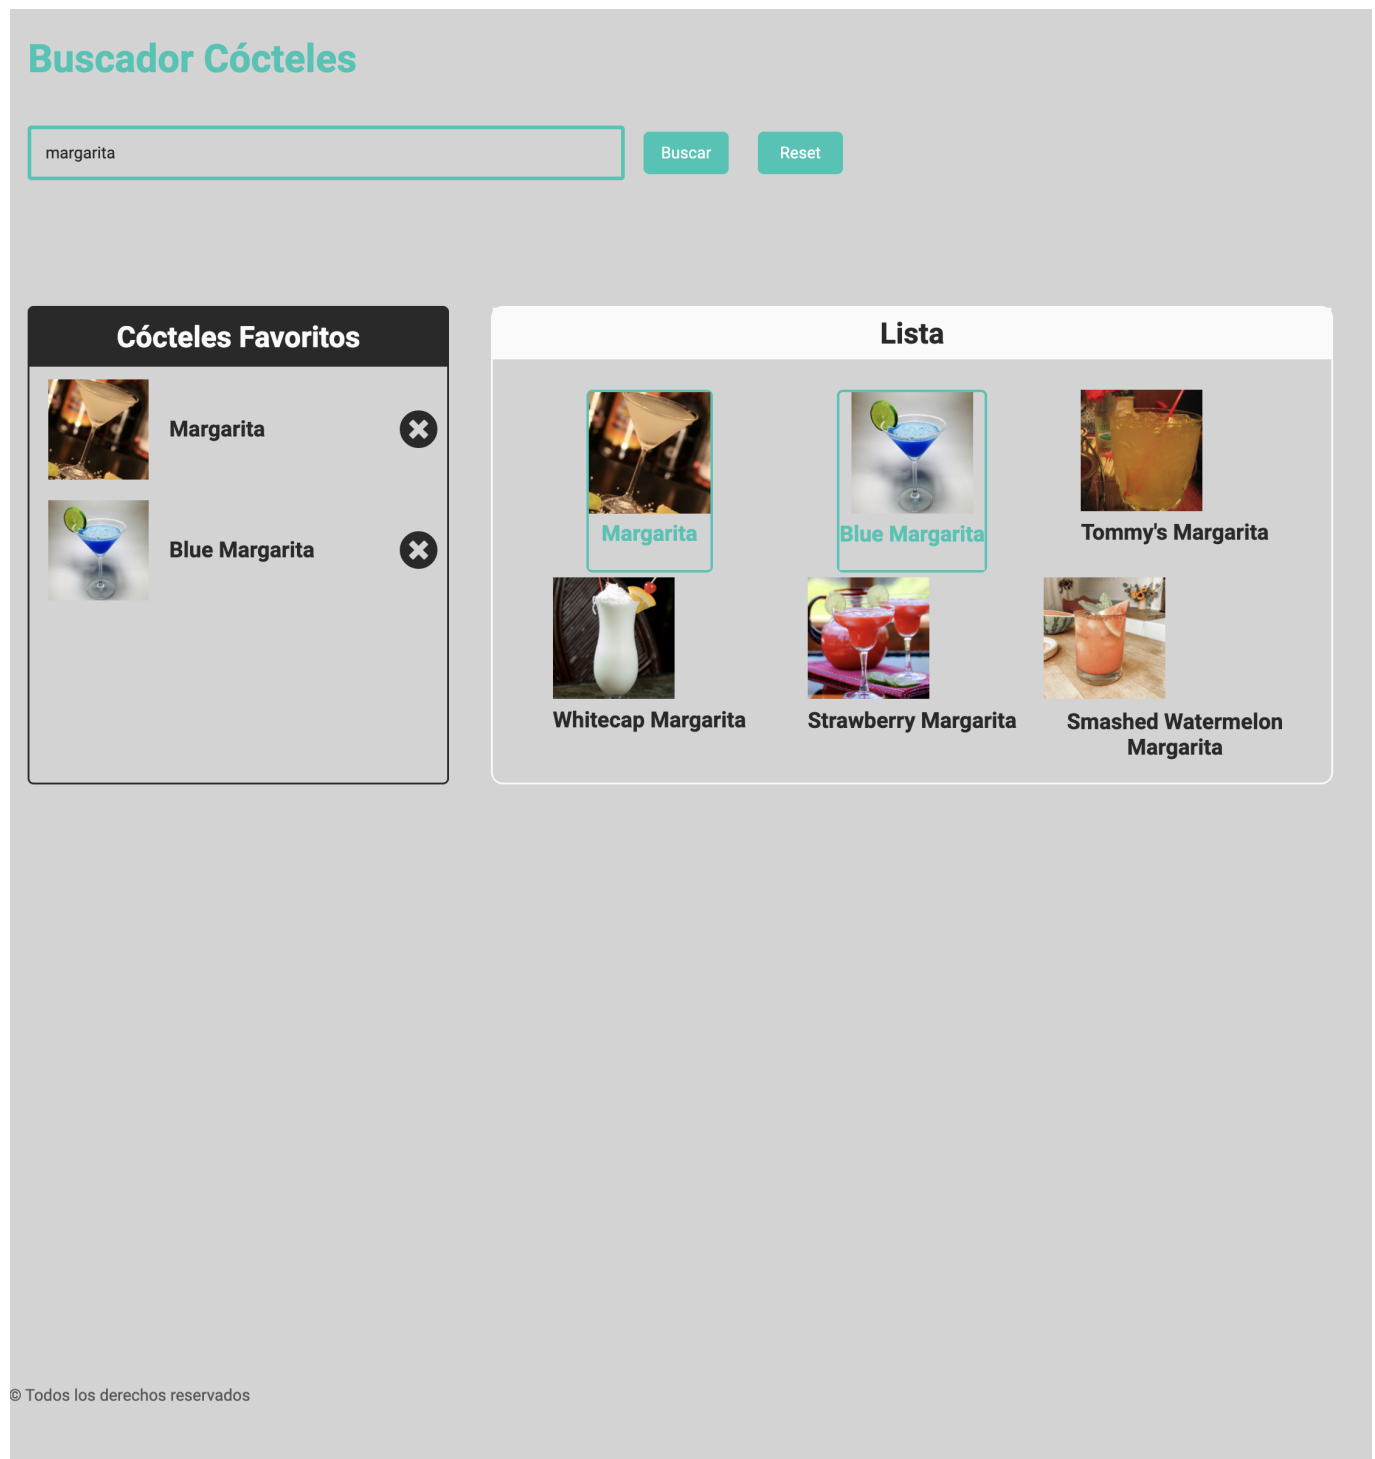 Buscador Cócteles
margarita
Buscar
Reset
Cócteles Favoritos
Margarita
Blue Margarita
Lista
Margarita
Blue Margarita
Tommy's Margarita
Whitecap Margarita
Strawberry Margarita
Smashed Watermelon
Margarita
© Todos los derechos reservados